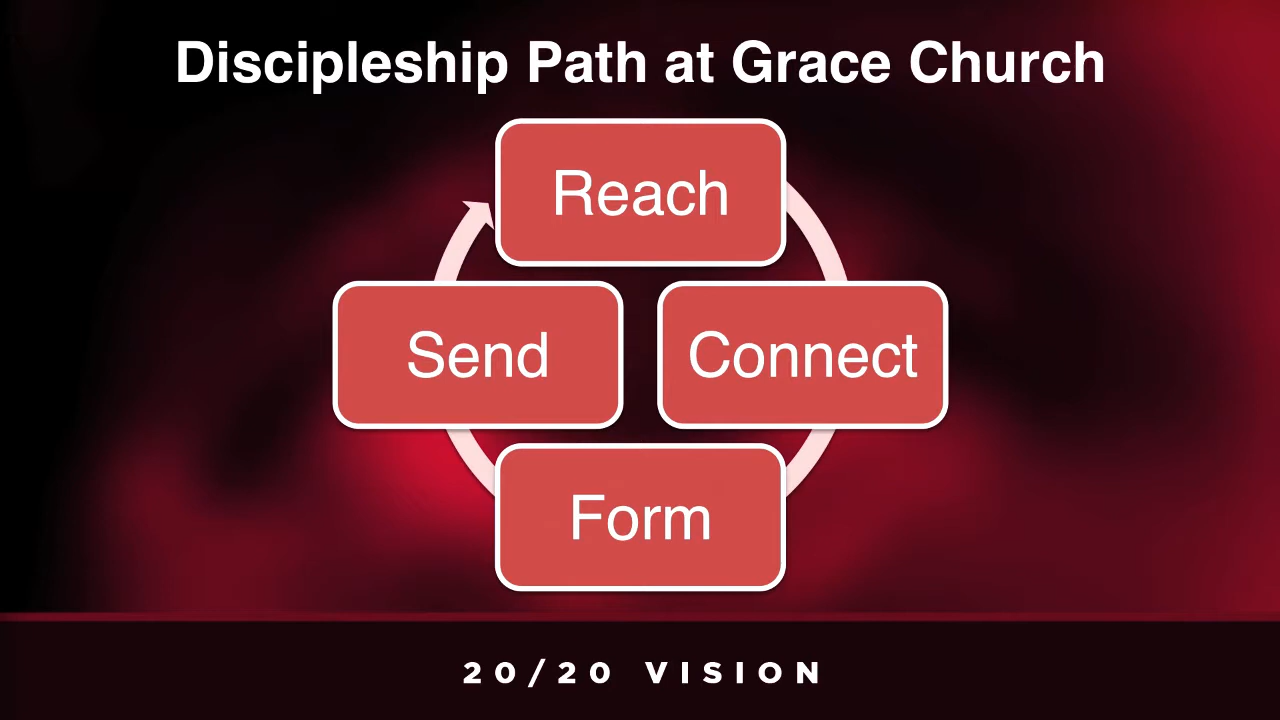 Discipleship Path at Grace Church
Reach
Send
Connect
Form
20/20 VISION